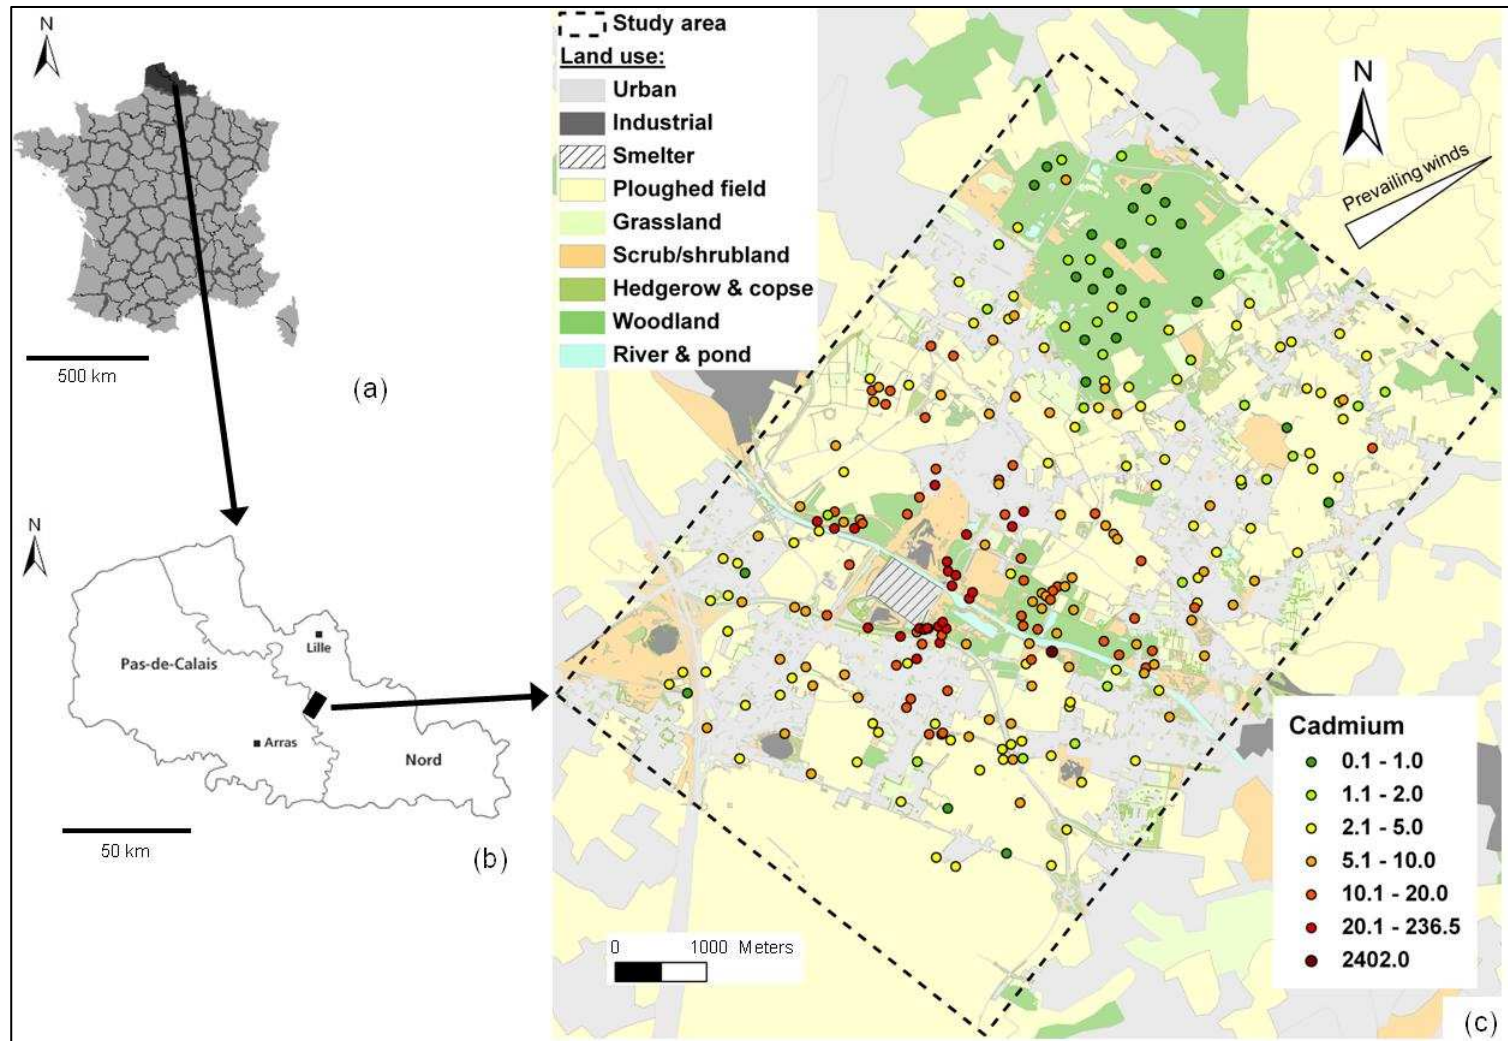 N
500 km
(a)
N
Pas-de-Calais
Lille
Arras
Nord
50 km
(b)
Study area
Land use:
Urban
Industrial
Smelter
Ploughed field
Grassland
Scrub/shrubland
Hedgerow & copse
Woodland
River & pond
N
Prevailing winds
0 1000 Meters
Cadmium
0.1 - 1.0
1.1 - 2.0
2.1 - 5.0
5.1 - 10.0
10.1 - 20.0
20.1 - 236.5
2402.0
(c)